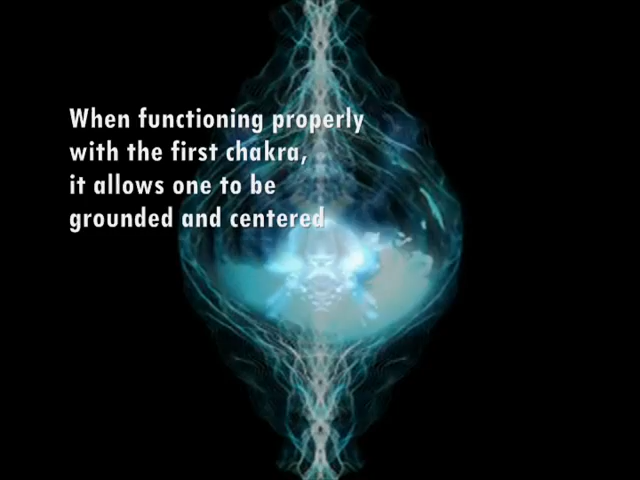 When functioning properly
with the first chakra,
it allows one to be
grounded and centered